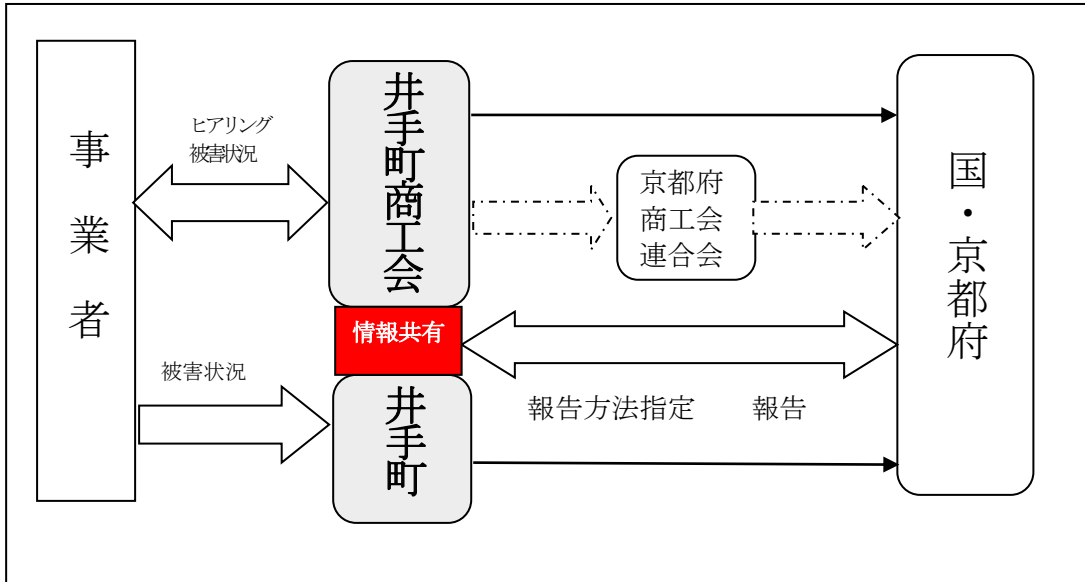 事業者
ヒアリング
被害状況
被害状況
井手町商工会
情報共有
井手町
京都府
商工会
連合会
報告方法指定
報告
国・京都府